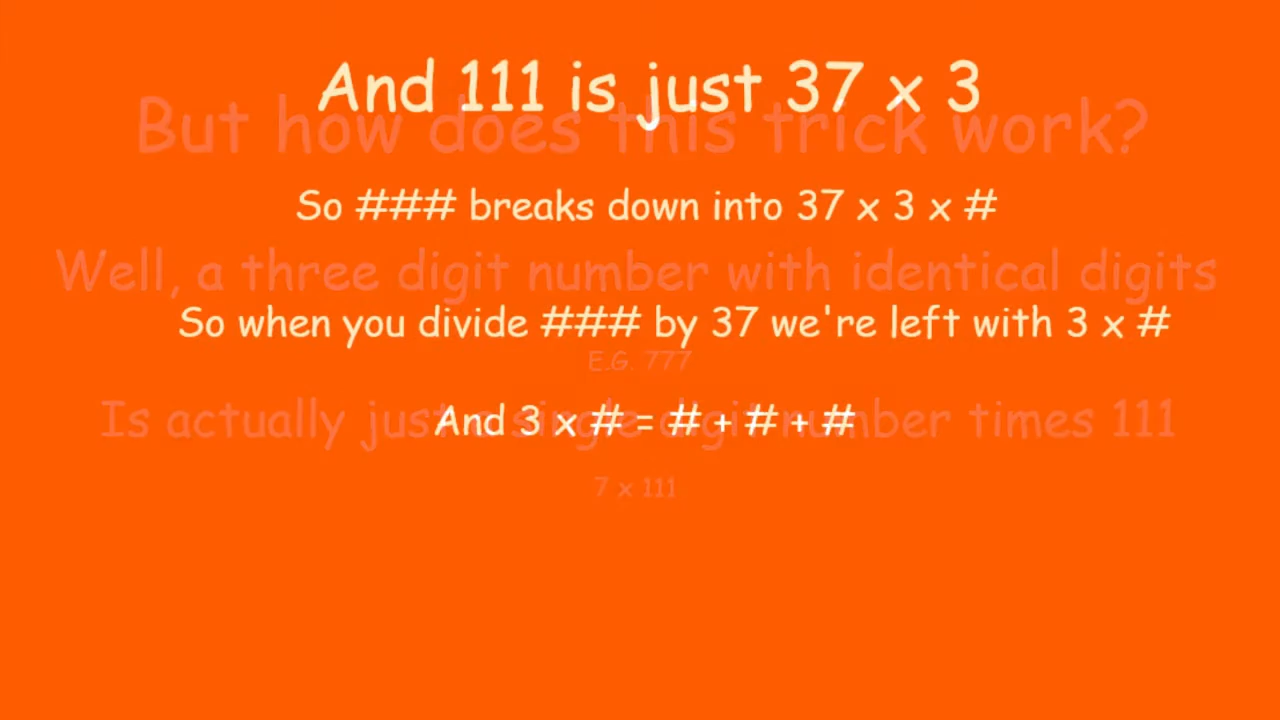 And 111 is just 37 x 3
But how does this trick work?
So ### breaks down into 37 x 3 x #
Well, a three digit number with identical digits
So when you divide ### by 37 we're left with 3 x #
E.G. 777
Is actually just a single digit number times 111
And 3 x # = # + # + #
7 x 111